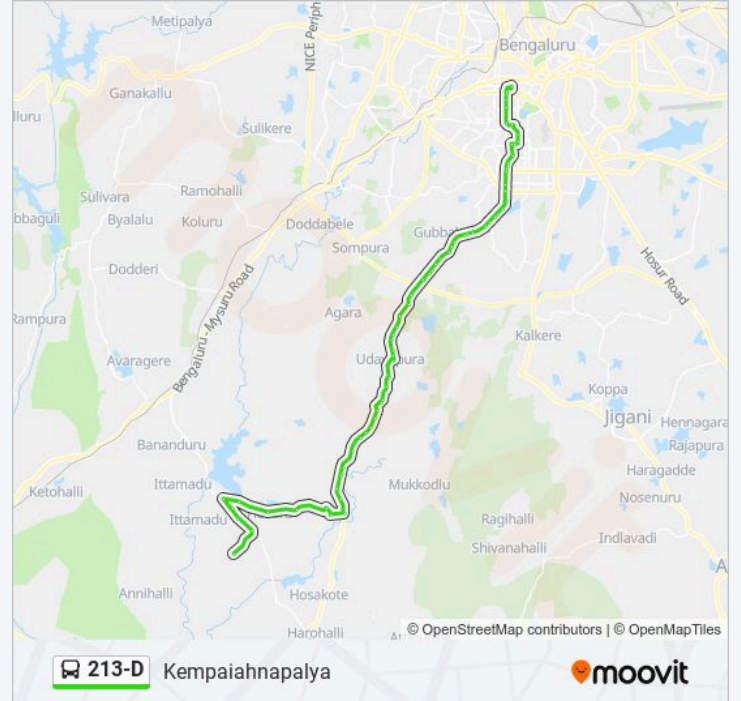 Metipalya
NICE Periph
Bengaluru
Ganakallu
lluru
Sulikere
Sulivara
Ramohalli
bbaguli
Byalalu
Koluru
Doddabele
Gubba
Sompura
Dodderi
Hosur Road
Bengaluru - Mysuru Road
Rampura
Agara
Kalkere
Avaragere
Uda
pura
Koppa
Jigani
Hennagara
Bananduru
Rajapura
Haragadde
Ittamadu
Mukkodlu
Ketohalli
Nosenuru
Ittamadu
Ragihalli
Indlavadi
Shivanahalli
A
Annihalli
Hosakote
Harohalli
© OpenStreetMap contributors | © OpenMapTiles
213-D Kempaiahnapalya
moovit